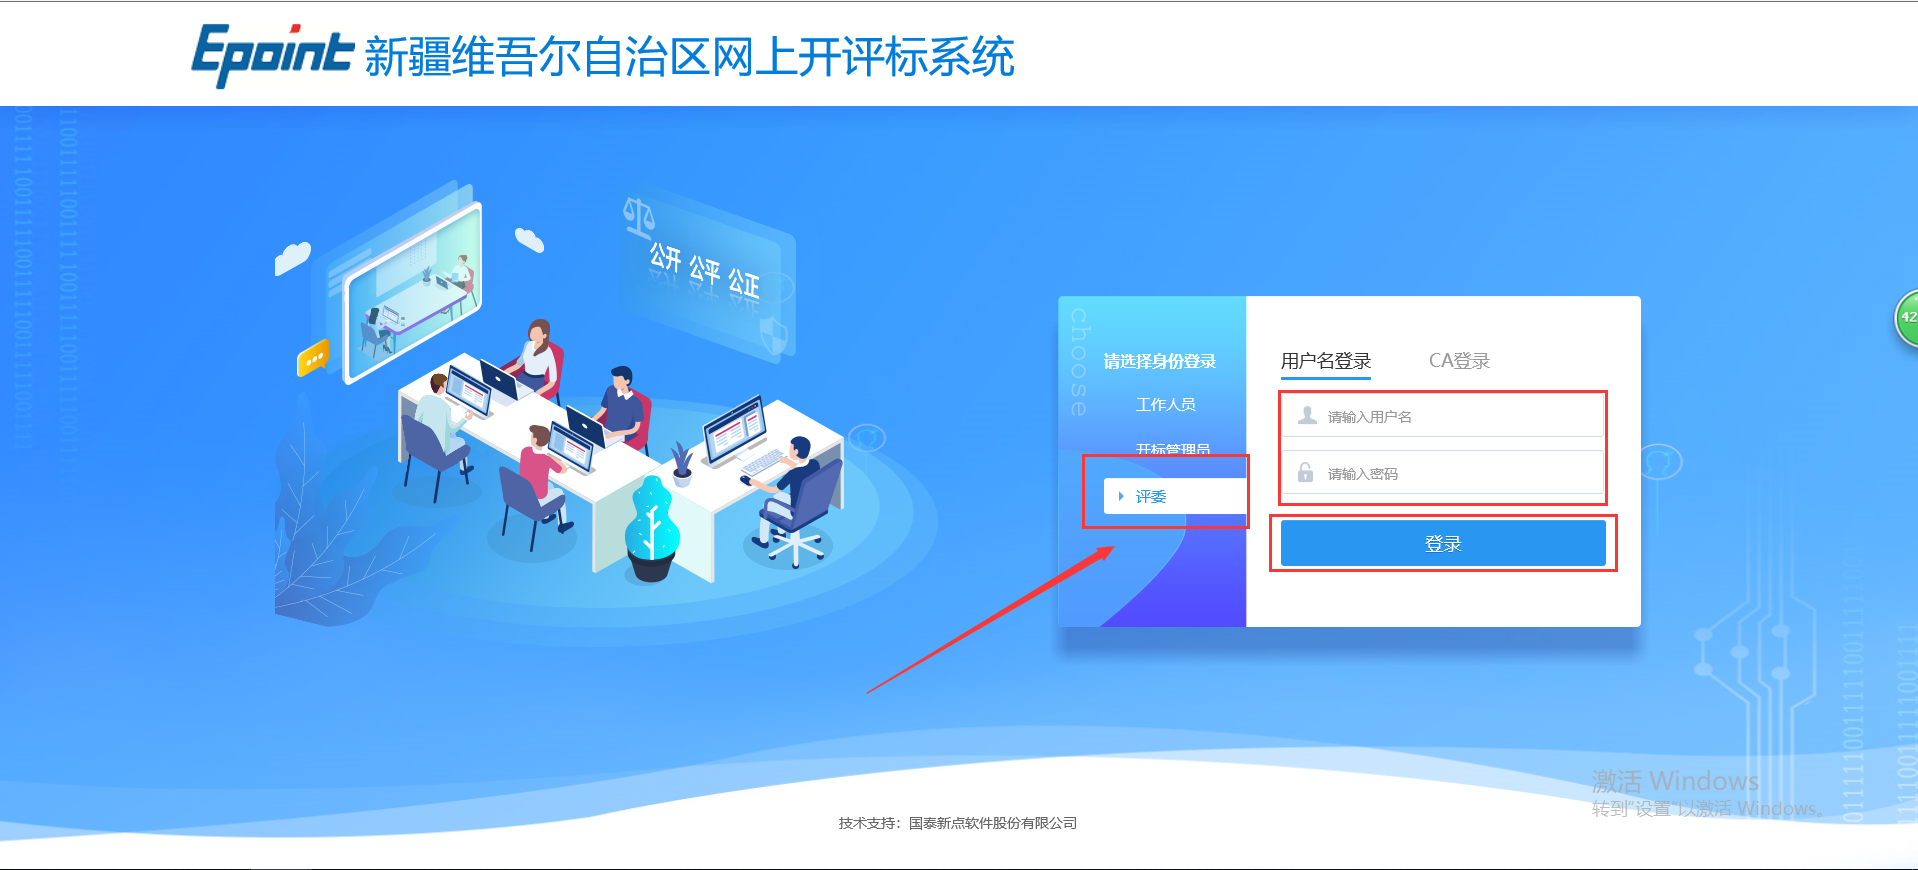 Epoint 新疆维吾尔自治区网上开评标系统
公开 公平 公正
choose
请选择身份登录
工作人员
开标管理员
评委
用户名登录 CA登录
请输入用户名
请输入密码
登录
42
激活 Windows
转到“设置”以激活 Windows。
技术支持：国泰新点软件股份有限公司